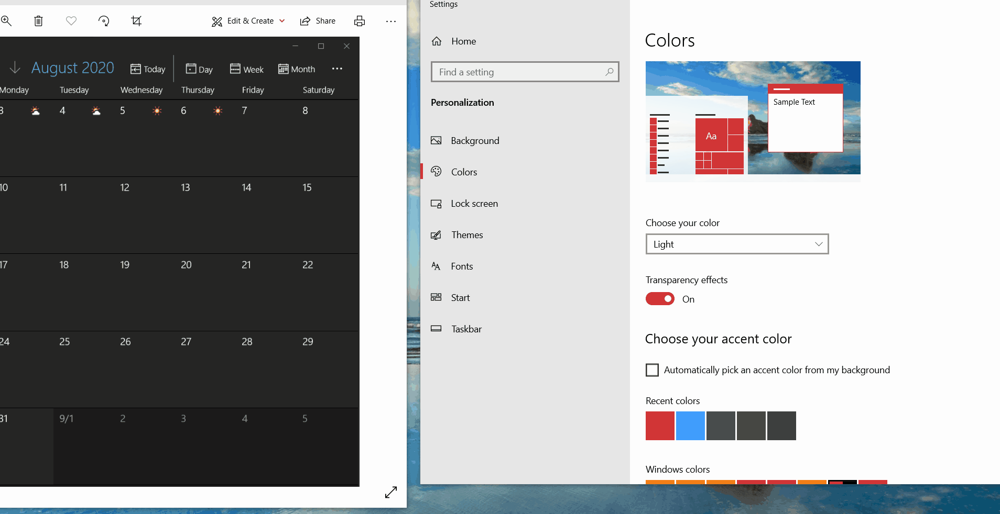 Edit & Create
Share
August 2020
Today
Day
Week
Month
Monday Tuesday Wednesday Thursday Friday Saturday
3 4 5 6 7 8
10 11 12 13 14 15
17 18 19 20 21 22
24 25 26 27 28 29
31 9/1 2 3 4 5
Settings
Home
Find a setting
Personalization
Background
Colors
Lock screen
Themes
Fonts
Start
Taskbar
Colors
Sample Text
Aa
Choose your color
Light
Transparency effects
On
Choose your accent color
Automatically pick an accent color from my background
Recent colors
Windows colors